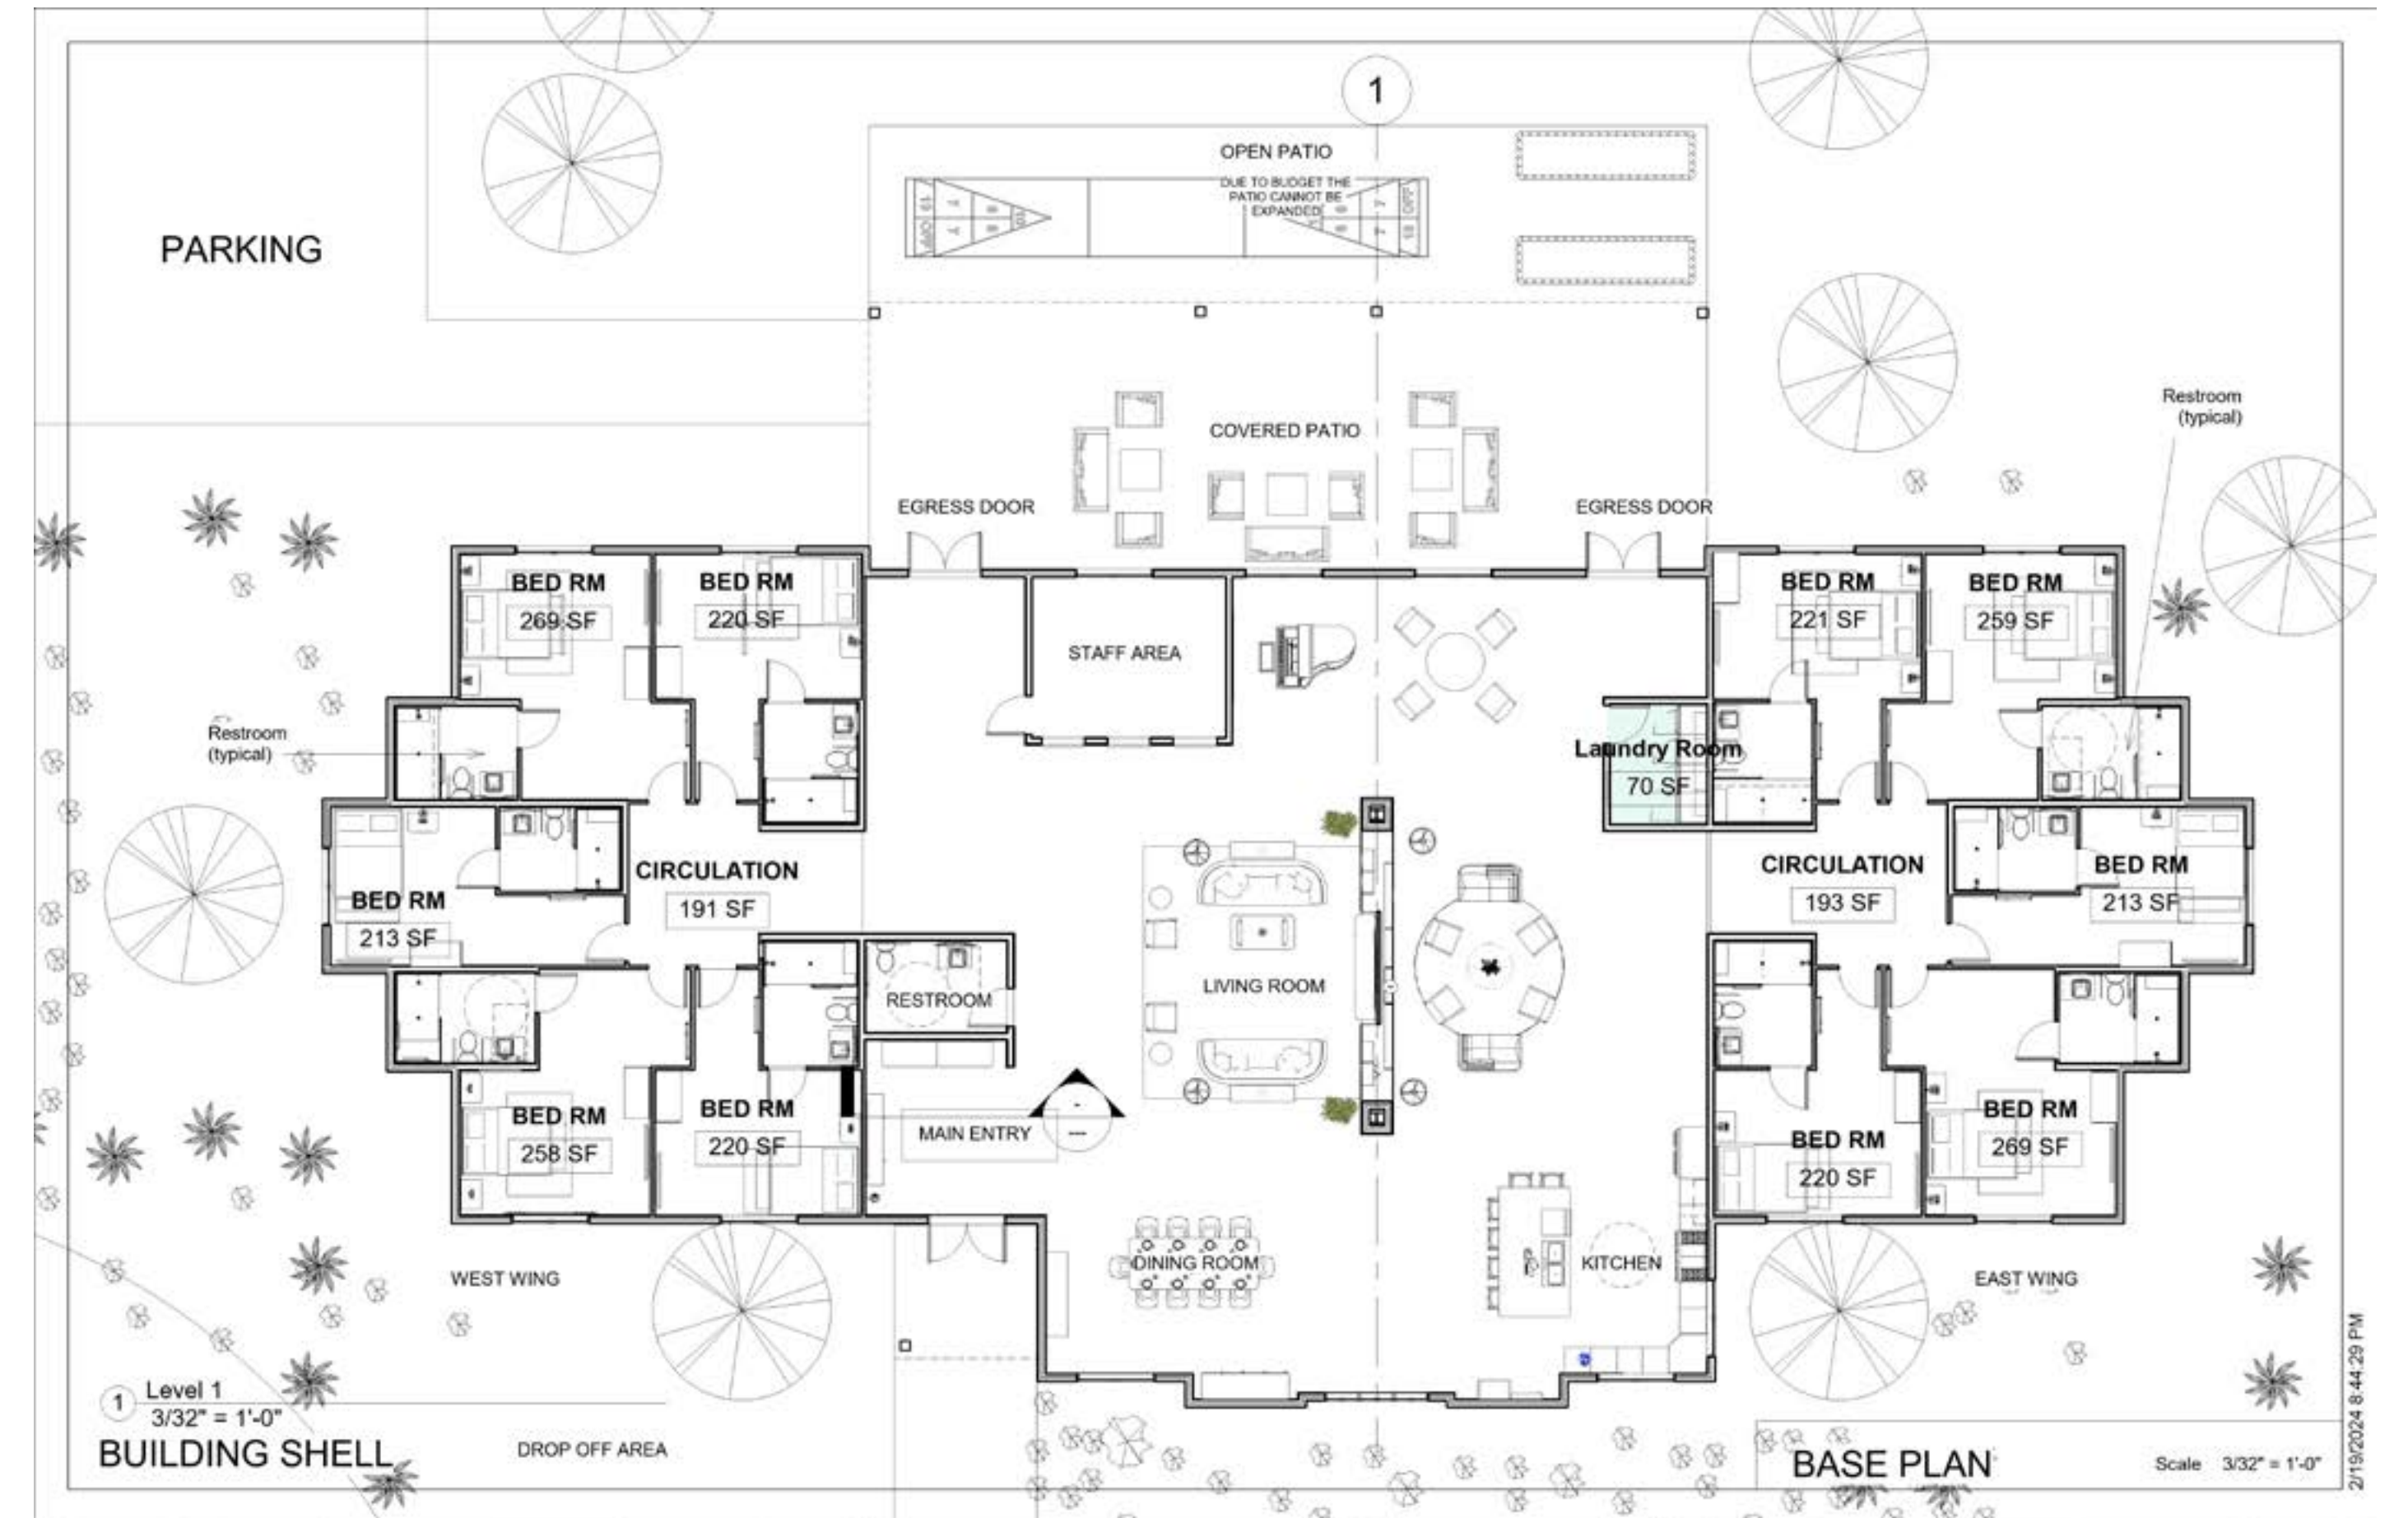 1
OPEN PATIO
DUE TO BUDGET THE
PATIO CANNOT BE
EXPANDED
PARKING
COVERED PATIO
Restroom
(typical)
EGRESS DOOR
EGRESS DOOR
BED RM
269 SF
BED RM
220 SF
STAFF AREA
BED RM
221 SF
BED RM
259 SF
Restroom
(typical)
Laundry Room
70 SF
CIRCULATION
191 SF
BED RM
213 SF
CIRCULATION
193 SF
BED RM
213 SF
RESTROOM
LIVING ROOM
BED RM
258 SF
BED RM
220 SF
MAIN ENTRY
BED RM
220 SF
BED RM
269 SF
DINING ROOM
KITCHEN
WEST WING
EAST WING
1
Level 1
3/32" = 1'-0"
BUILDING SHELL
DROP OFF AREA
BASE PLAN
Scale 3/32" = 1'-0"
2/19/2024 8:44:29 PM